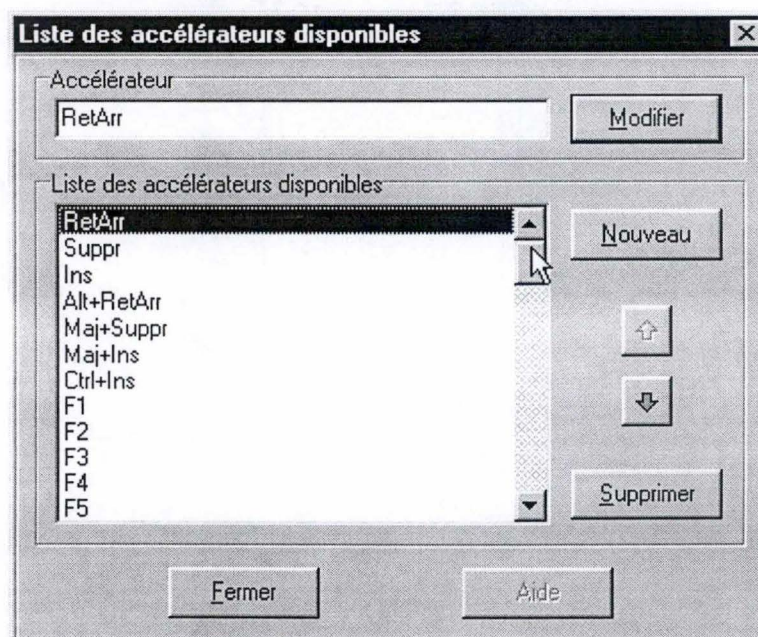 Liste des accélérateurs disponibles
Accélérateur
RetArr
Modifier
Liste des accélérateurs disponibles
RetArr
Suppr
Ins
Alt+RetArr
Maj+Suppr
Maj+Ins
Ctrl+Ins
F1
F2
F3
F4
F5
Nouveau
Supprimer
Fermer
Aide